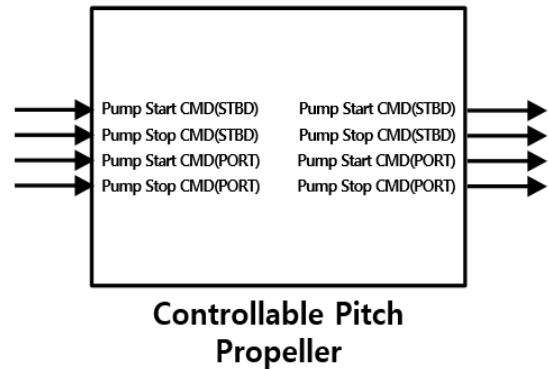 Pump Start CMD(STBD) Pump Start CMD(STBD)
Pump Stop CMD(STBD) Pump Stop CMD(STBD)
Pump Start CMD(PORT) Pump Start CMD(PORT)
Pump Stop CMD(PORT) Pump Stop CMD(PORT)
Controllable Pitch
Propeller